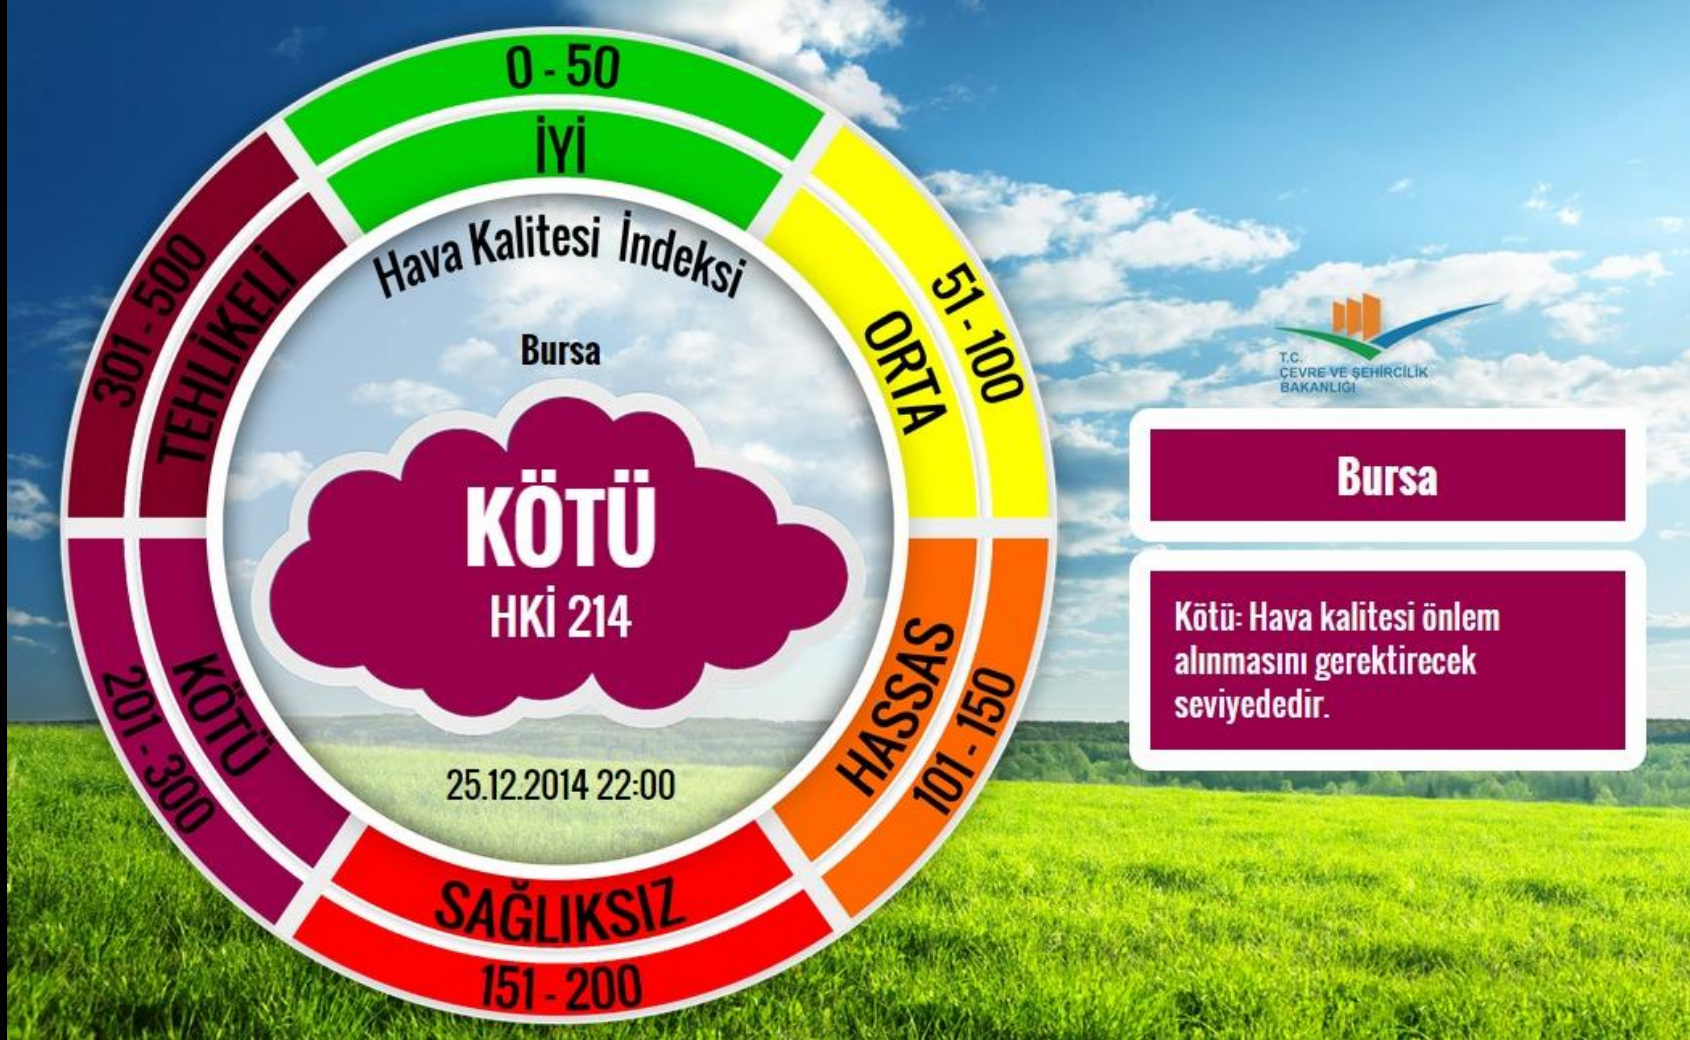 0 - 50
İYİ
51 - 100
ORTA
101 - 150
HASSAS
151 - 200
SAĞLIKSIZ
201 - 300
KÖTÜ
301 - 500
TEHLİKELİ
Hava Kalitesi İndeksi
Bursa
KÖTÜ
HKİ 214
25.12.2014 22:00
T.C.
ÇEVRE VE ŞEHİRCİLİK
BAKANLIĞI
Bursa
Kötü: Hava kalitesi önlem
alınmasını gerektirecek
seviyededir.